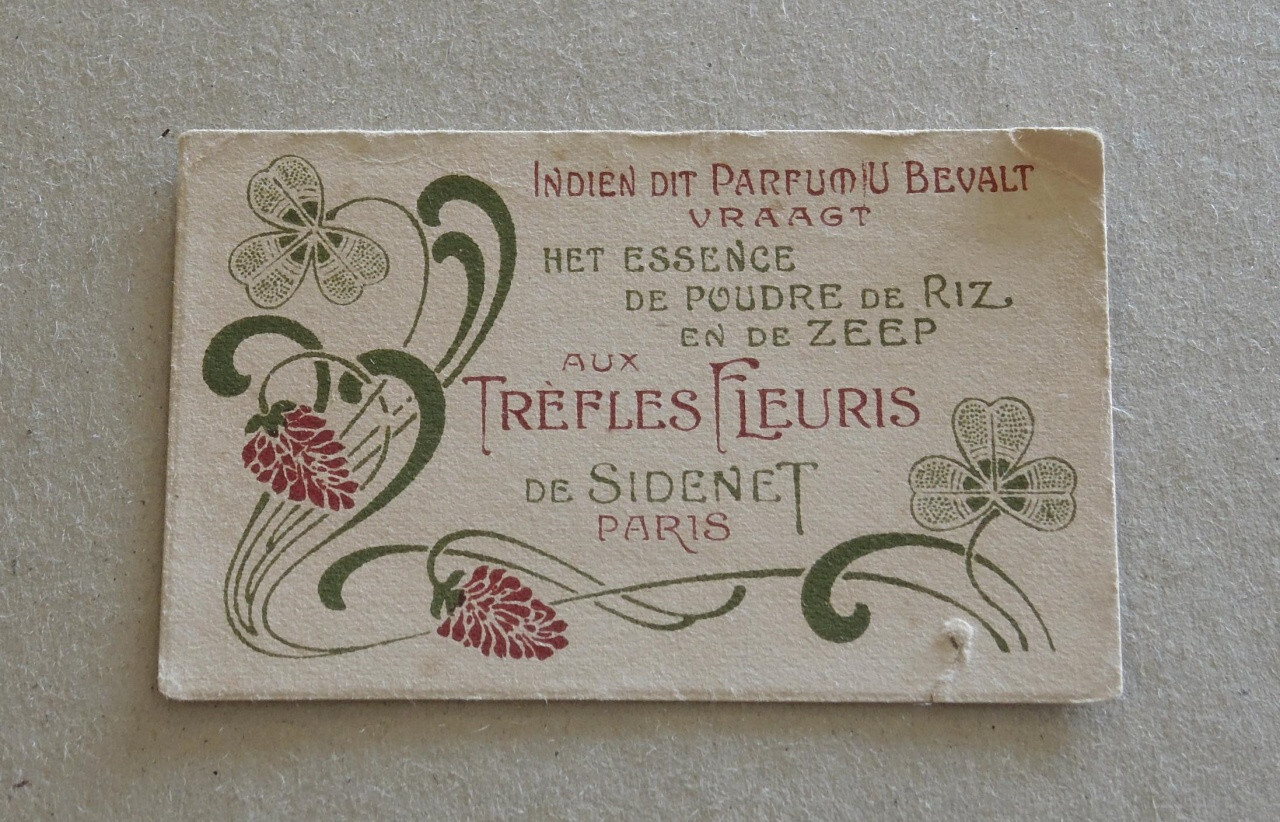 INDIEN DIT PARFUM U BEVALT
VRAAGT
HET ESSENCE
DE POUDRE DE RIZ
EN DE ZEEP
AUX
TRÈFLES FLEURIS
DE SIDENET
PARIS